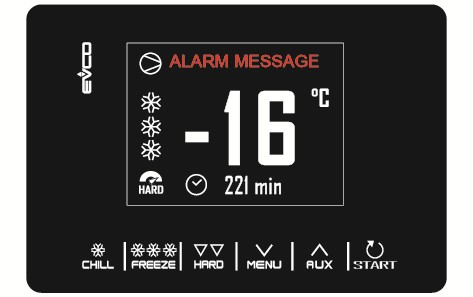 EVCO
ALARM MESSAGE
-16 °C
HARD
221 min
CHILL FREEZE HARD MENU AUX START